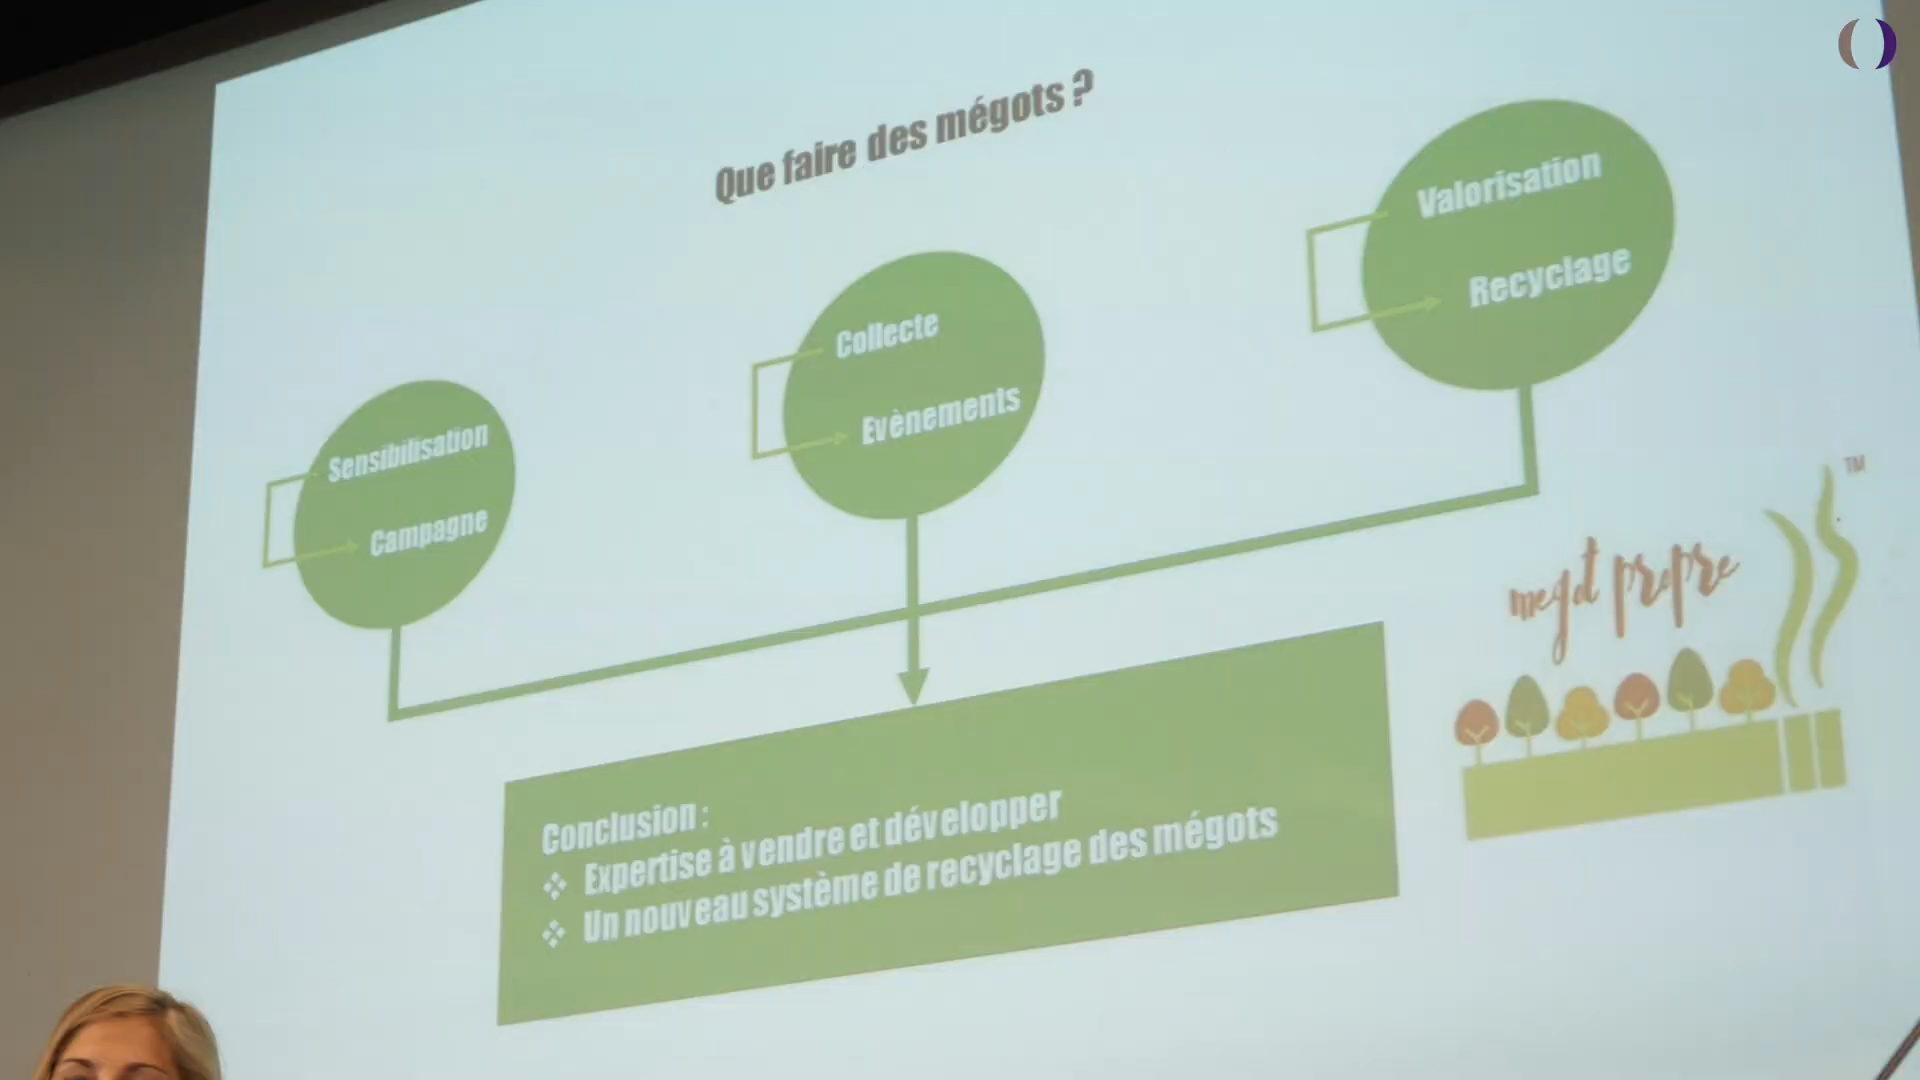 Que faire des mégots ?
Sensibilisation
Campagne
Collecte
Evènements
Valorisation
Recyclage
Conclusion :
Expertise à vendre et développer
Un nouveau système de recyclage des mégots
megot propre
TM